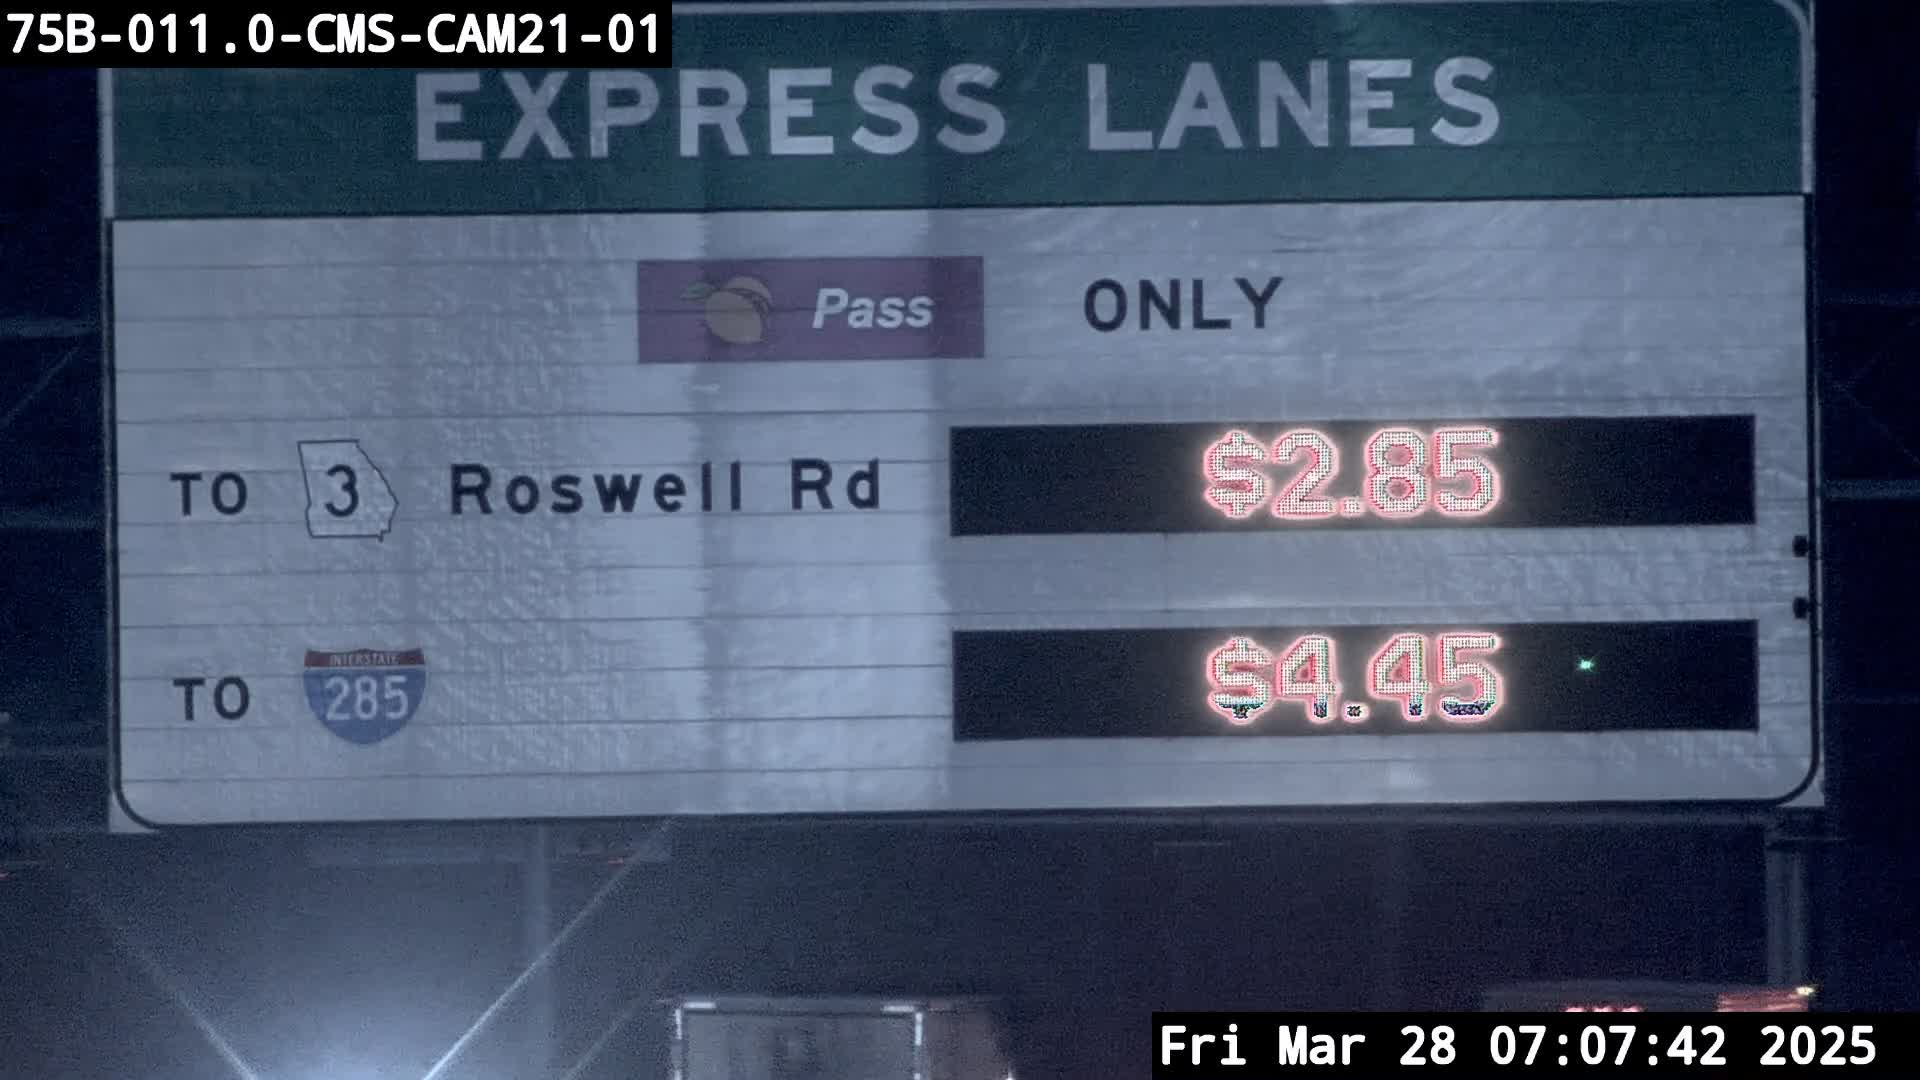 75B-011.0-CMS-CAM21-01
EXPRESS LANES
Pass ONLY
TO 3 Roswell Rd $2.85
TO INTERSTATE 285 $4.45
Fri Mar 28 07:07:42 2025